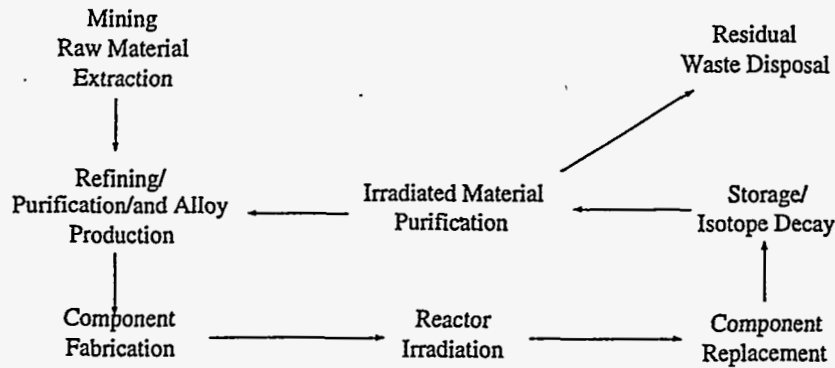 Mining
Raw Material
Extraction
Residual
Waste Disposal
Refining/
Purification/and Alloy
Production
Irradiated Material
Purification
Storage/
Isotope Decay
Component
Fabrication
Reactor
Irradiation
Component
Replacement